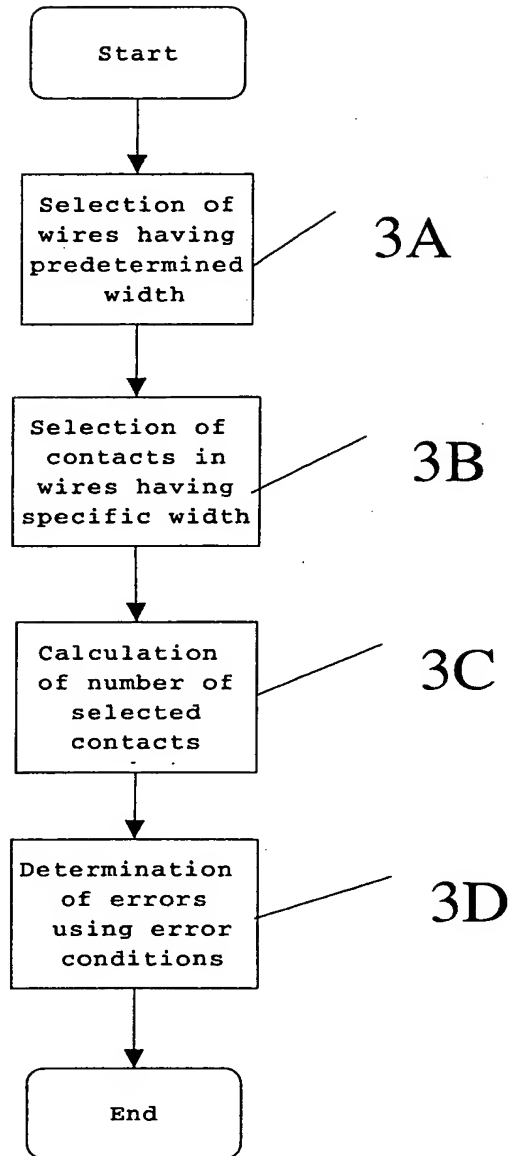 Start
Selection of
wires having
predetermined
width
3A
Selection of
contacts in
wires having
specific width
3B
Calculation
of number of
selected
contacts
3C
Determination
of errors
using error
conditions
3D
End